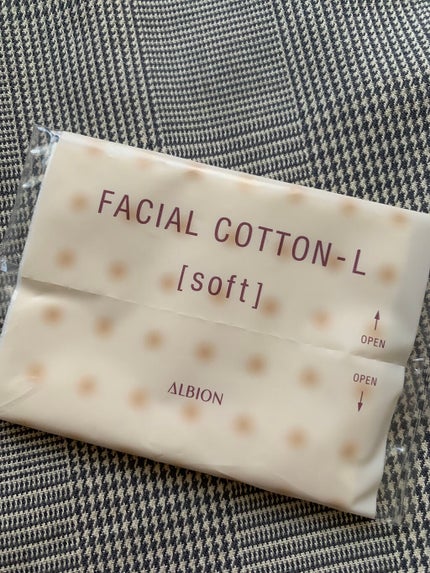 FACIAL COTTON-L
[soft]
↑
OPEN
OPEN
↓
ALBION